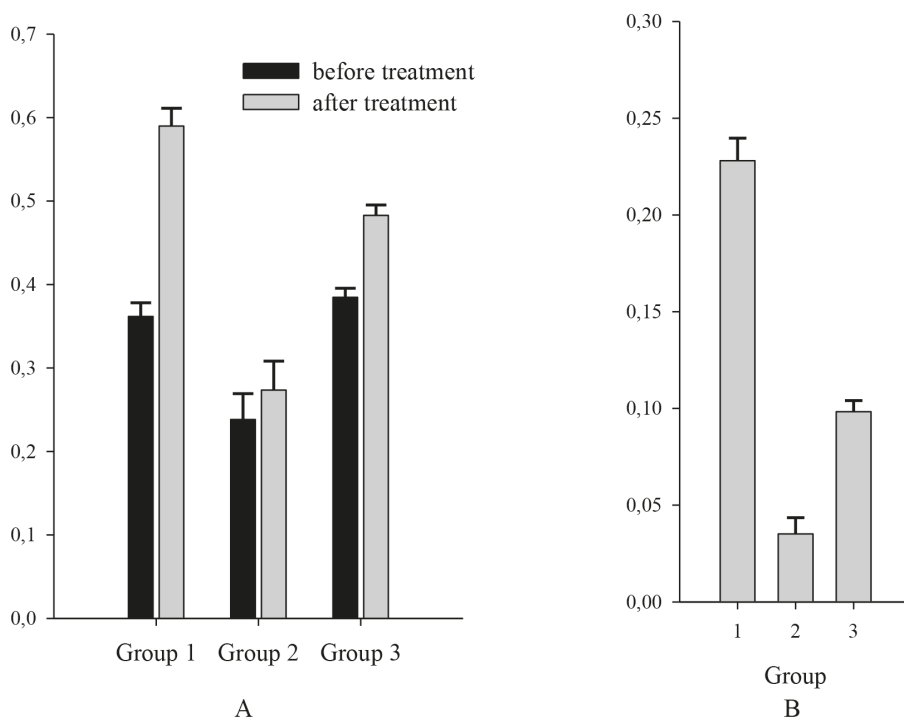 0,7
0,6
0,5
0,4
0,3
0,2
0,1
0,0
before treatment
after treatment
Group 1 Group 2 Group 3
A
0,30
0,25
0,20
0,15
0,10
0,05
0,00
1 2 3
Group
B